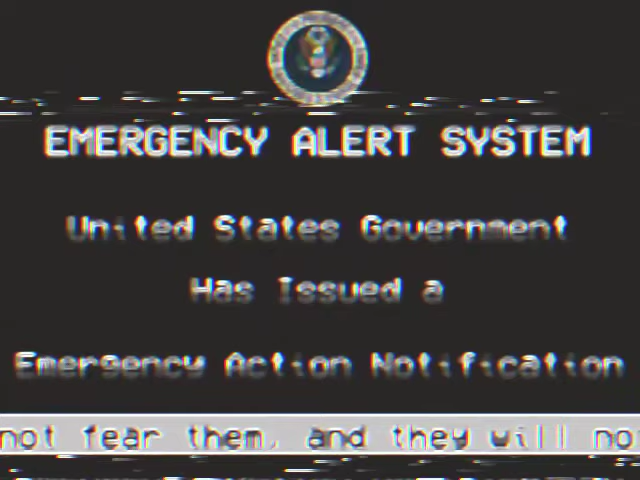 EMERGENCY ALERT SYSTEM
United States Government
Has Issued a
Emergency Action Notification
not fear them, and they will no